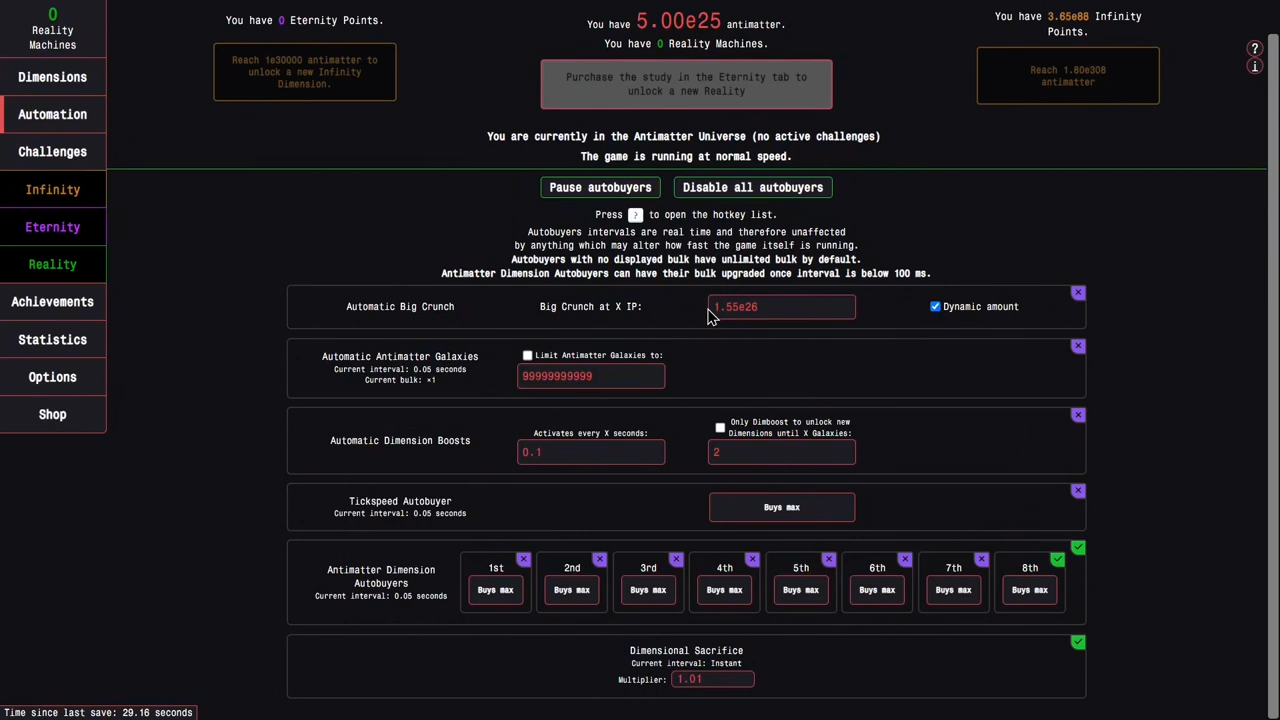 0
Reality
Machines
Dimensions
Automation
Challenges
Infinity
Eternity
Reality
Achievements
Statistics
Options
Shop
You have 0 Eternity Points.
Reach 1e30000 antimatter to
unlock a new Infinity
Dimension.
You have 5.00e25 antimatter.
You have 0 Reality Machines.
Purchase the study in the Eternity tab to
unlock a new Reality
You have 3.65e88 Infinity
Points.
Reach 1.80e308
antimatter
?
i
You are currently in the Antimatter Universe (no active challenges)
The game is running at normal speed.
Pause autobuyers
Disable all autobuyers
Press ? to open the hotkey list.
Autobuyers intervals are real time and therefore unaffected
by anything which may alter how fast the game itself is running.
Autobuyers with no displayed bulk have unlimited bulk by default.
Antimatter Dimension Autobuyers can have their bulk upgraded once interval is below 100 ms.
Automatic Big Crunch
Big Crunch at X IP:
1.55e26
Dynamic amount
Automatic Antimatter Galaxies
Current interval: 0.05 seconds
Current bulk: ×1
Limit Antimatter Galaxies to:
99999999999
Automatic Dimension Boosts
Activates every X seconds:
0.1
Only Dimboost to unlock new
Dimensions until X Galaxies:
2
Tickspeed Autobuyer
Current interval: 0.05 seconds
Buys max
Antimatter Dimension
Autobuyers
Current interval: 0.05 seconds
1st
Buys max
2nd
Buys max
3rd
Buys max
4th
Buys max
5th
Buys max
6th
Buys max
7th
Buys max
8th
Buys max
Dimensional Sacrifice
Current interval: Instant
Multiplier: 1.01
Time since last save: 29.16 seconds